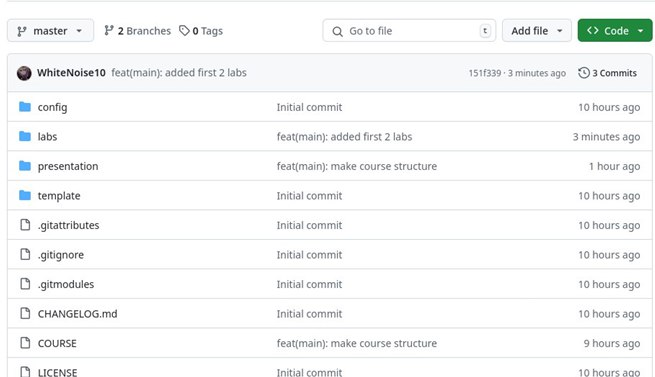 master 2 Branches 0 Tags Go to file t Add file Code
WhiteNoise10 feat(main): added first 2 labs 151f339 · 3 minutes ago 3 Commits
config Initial commit 10 hours ago
labs feat(main): added first 2 labs 3 minutes ago
presentation feat(main): make course structure 1 hour ago
template Initial commit 10 hours ago
.gitattributes Initial commit 10 hours ago
.gitignore Initial commit 10 hours ago
.gitmodules Initial commit 10 hours ago
CHANGELOG.md Initial commit 10 hours ago
COURSE feat(main): make course structure 9 hours ago
LICENSE Initial commit 10 hours ago